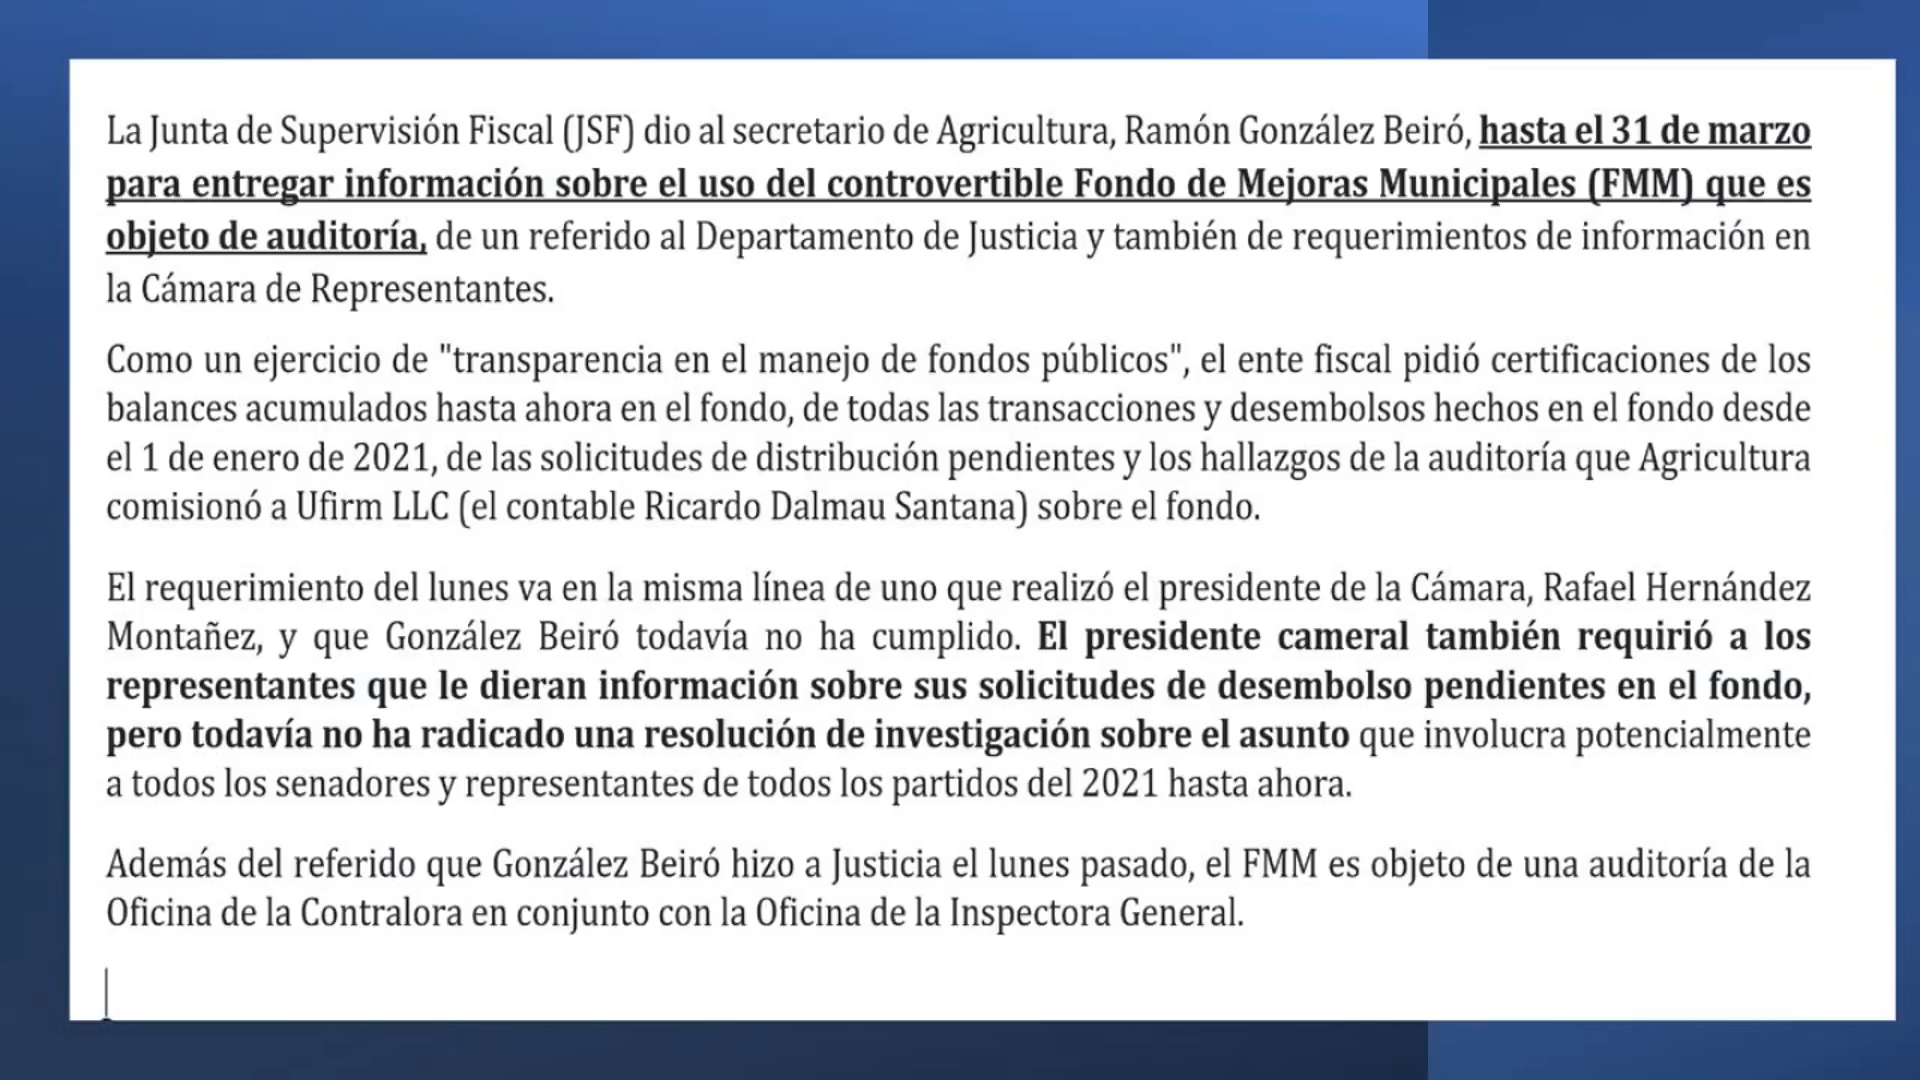 La Junta de Supervisión Fiscal (JSF) dio al secretario de Agricultura, Ramón González Beiró, hasta el 31 de marzo
para entregar información sobre el uso del controvertible Fondo de Mejoras Municipales (FMM) que es
objeto de auditoría, de un referido al Departamento de Justicia y también de requerimientos de información en
la Cámara de Representantes.
Como un ejercicio de "transparencia en el manejo de fondos públicos", el ente fiscal pidió certificaciones de los
balances acumulados hasta ahora en el fondo, de todas las transacciones y desembolsos hechos en el fondo desde
el 1 de enero de 2021, de las solicitudes de distribución pendientes y los hallazgos de la auditoría que Agricultura
comisionó a Ufirm LLC (el contable Ricardo Dalmau Santana) sobre el fondo.
El requerimiento del lunes va en la misma línea de uno que realizó el presidente de la Cámara, Rafael Hernández
Montañez, y que González Beiró todavía no ha cumplido. El presidente cameral también requirió a los
representantes que le dieran información sobre sus solicitudes de desembolso pendientes en el fondo,
pero todavía no ha radicado una resolución de investigación sobre el asunto que involucra potencialmente
a todos los senadores y representantes de todos los partidos del 2021 hasta ahora.
Además del referido que González Beiró hizo a Justicia el lunes pasado, el FMM es objeto de una auditoría de la
Oficina de la Contralora en conjunto con la Oficina de la Inspectora General.